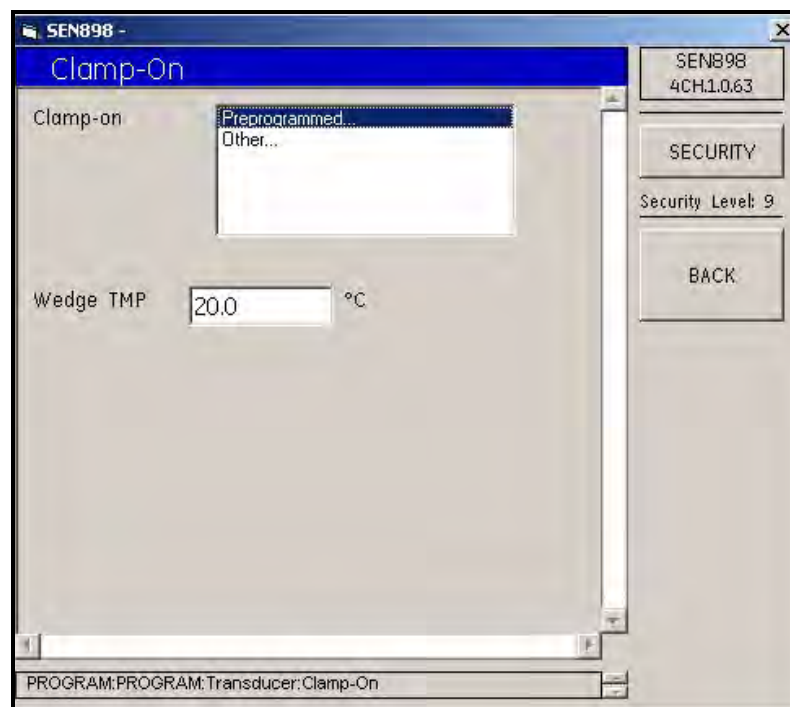 SEN898 -
Clamp-On
Clamp-on
Preprogrammed...
Other...
Wedge TMP
20.0
°C
SEN898
4CH.1.0.63
SECURITY
Security Level: 9
BACK
PROGRAM:PROGRAM:Transducer:Clamp-On